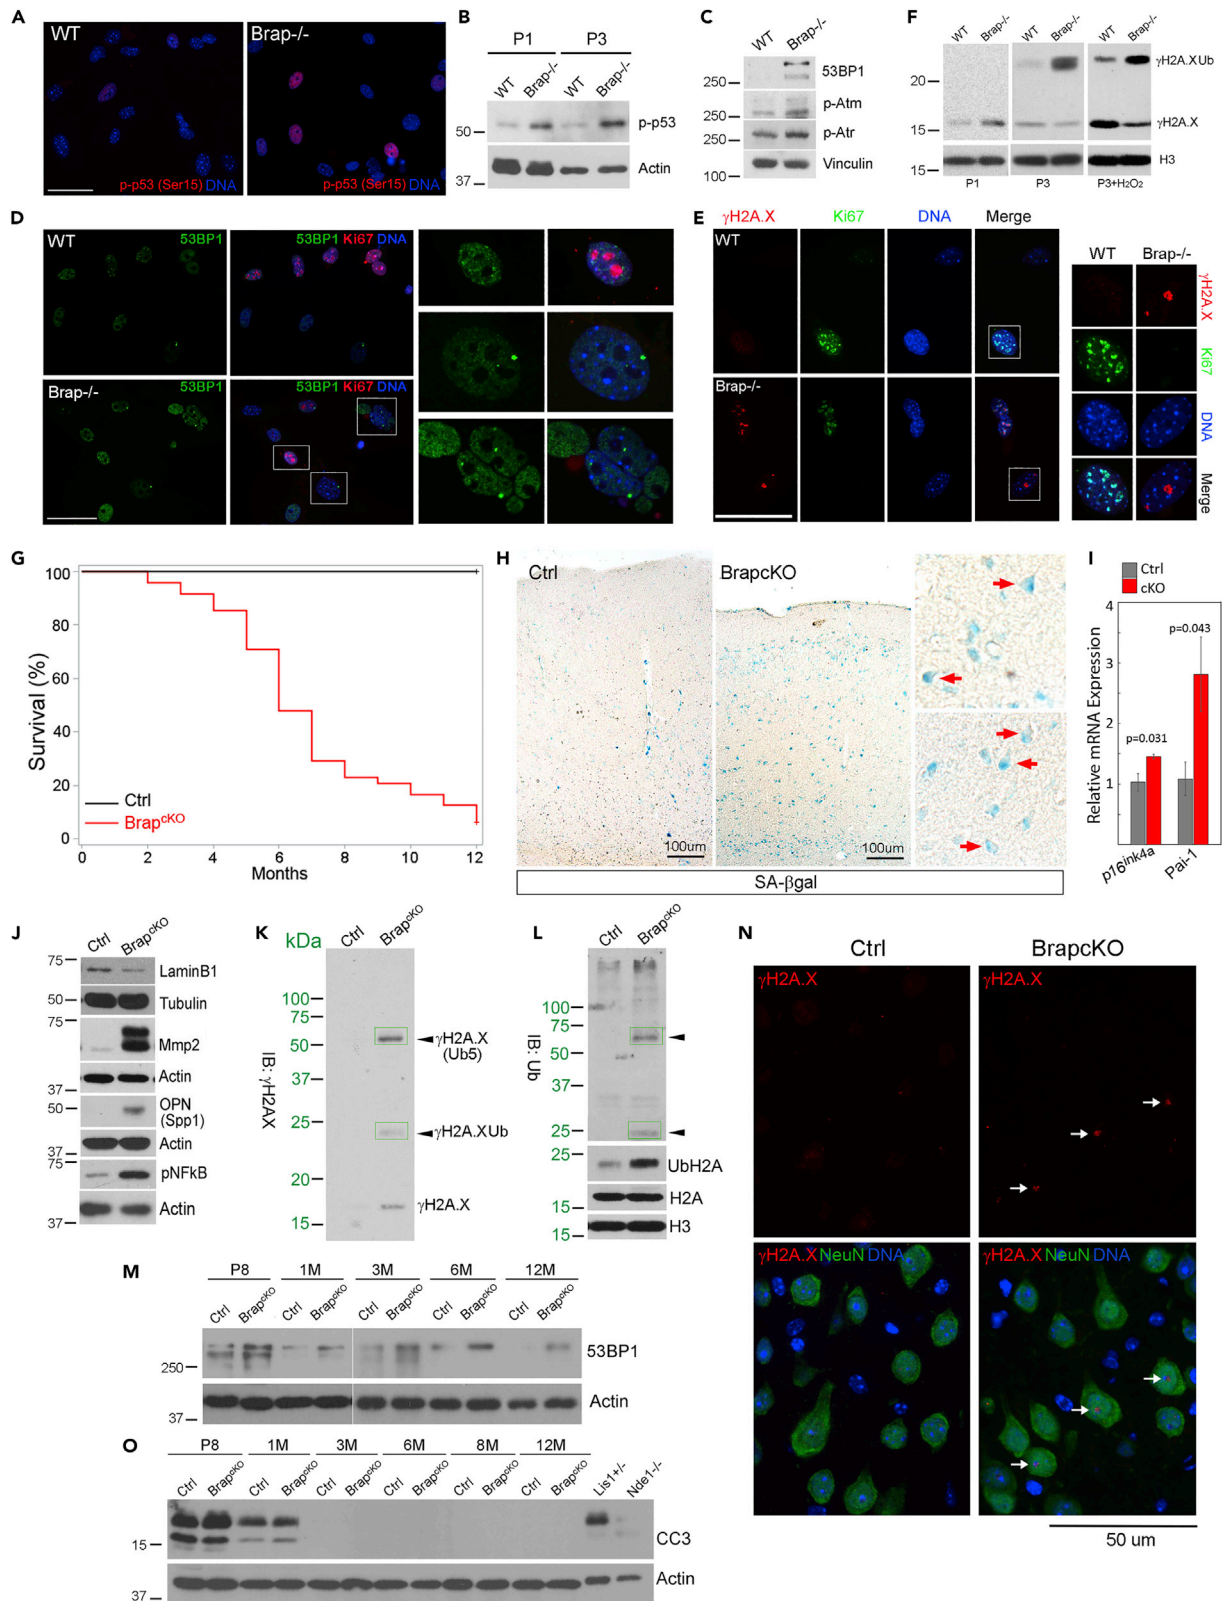 A
WT
Brap-/-
p-p53 (Ser15) DNA
p-p53 (Ser15) DNA
B
P1 P3
WT Brap-/- WT Brap-/-
50
p-p53
Actin
37
C
WT Brap-/-
53BP1
250
p-Atm
250
p-Atr
250
Vinculin
100
F
WT Brap-/- WT Brap-/- WT Brap-/-
γH2A.XUb
20
γH2A.X
15
H3
15
P1 P3 P3+H2O2
D
WT
53BP1
53BP1 Ki67 DNA
Brap-/-
53BP1
53BP1 Ki67 DNA
E
γH2A.X Ki67 DNA Merge
WT
Brap-/-
WT Brap-/-
γH2A.X
Ki67
DNA
Merge
G
Survival (%)
100
80
60
40
20
0
Ctrl
BrapcKO
0 2 4 6 8 10 12
Months
H
Ctrl
BrapcKO
100um
100um
SA-βgal
I
Ctrl
cKO
Relative mRNA Expression
4
3
2
1
p=0.031
p=0.043
p16ink4a
Pai-1
J
Ctrl BrapcKO
75
LaminB1
50
Tubulin
75
Mmp2
Actin
37
50
OPN
(Spp1)
Actin
37
75
pNFkB
Actin
37
K
kDa
Ctrl BrapcKO
100
75
50
37
25
20
15
IB: γH2AX
γH2A.X
(Ub5)
γH2A.XUb
γH2A.X
L
Ctrl BrapcKO
100
75
50
37
25
IB: Ub
25
UbH2A
15
H2A
15
H3
M
P8 1M 3M 6M 12M
Ctrl BrapcKO Ctrl BrapcKO Ctrl BrapcKO Ctrl BrapcKO Ctrl BrapcKO
53BP1
250
Actin
37
N
Ctrl
BrapcKO
γH2A.X
γH2A.X
γH2A.X NeuN DNA
γH2A.X NeuN DNA
50 um
O
P8 1M 3M 6M 8M 12M
Ctrl BrapcKO Ctrl BrapcKO Ctrl BrapcKO Ctrl BrapcKO Ctrl BrapcKO Ctrl BrapcKO Lis1+/- Nde1-/-
15
CC3
Actin
37